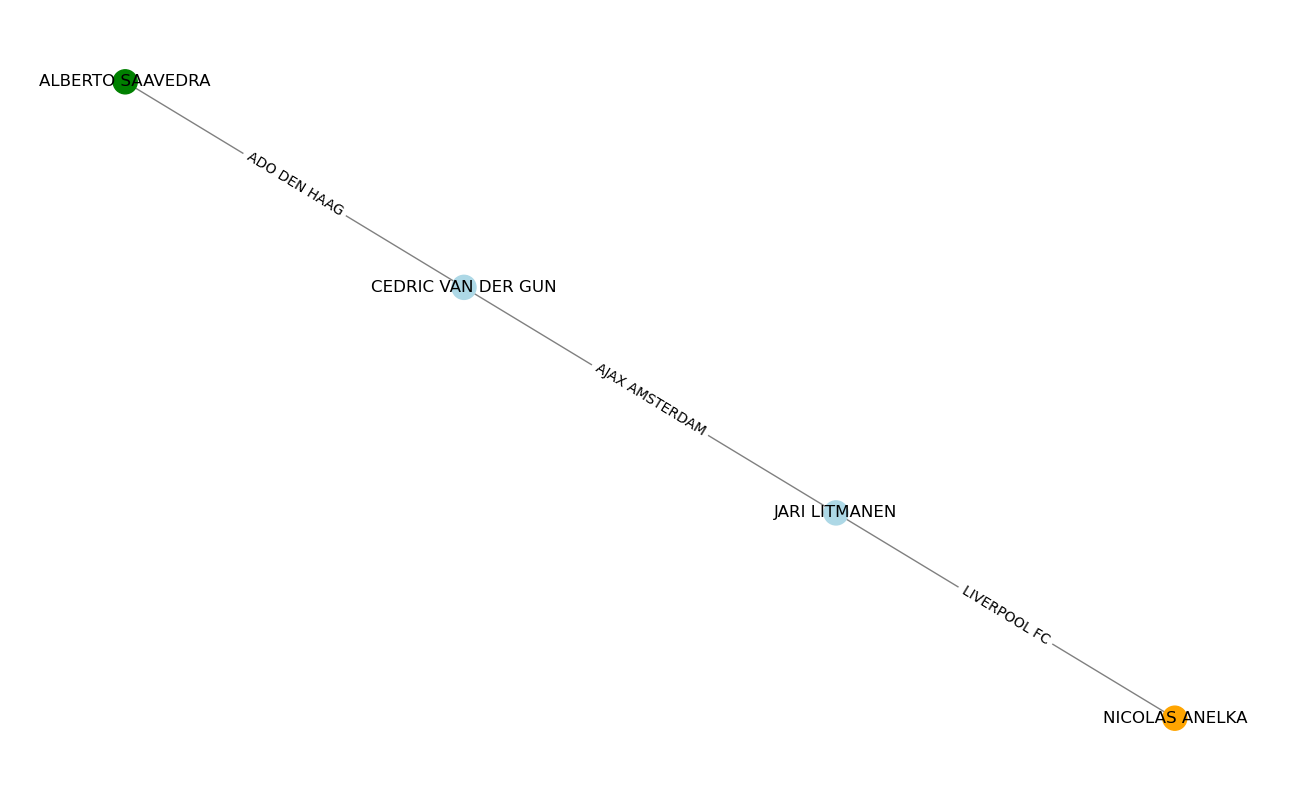 ALBERTO SAAVEDRA
ADO DEN HAAG
CEDRIC VAN DER GUN
AJAX AMSTERDAM
JARI LITMANEN
LIVERPOOL FC
NICOLAS ANELKA